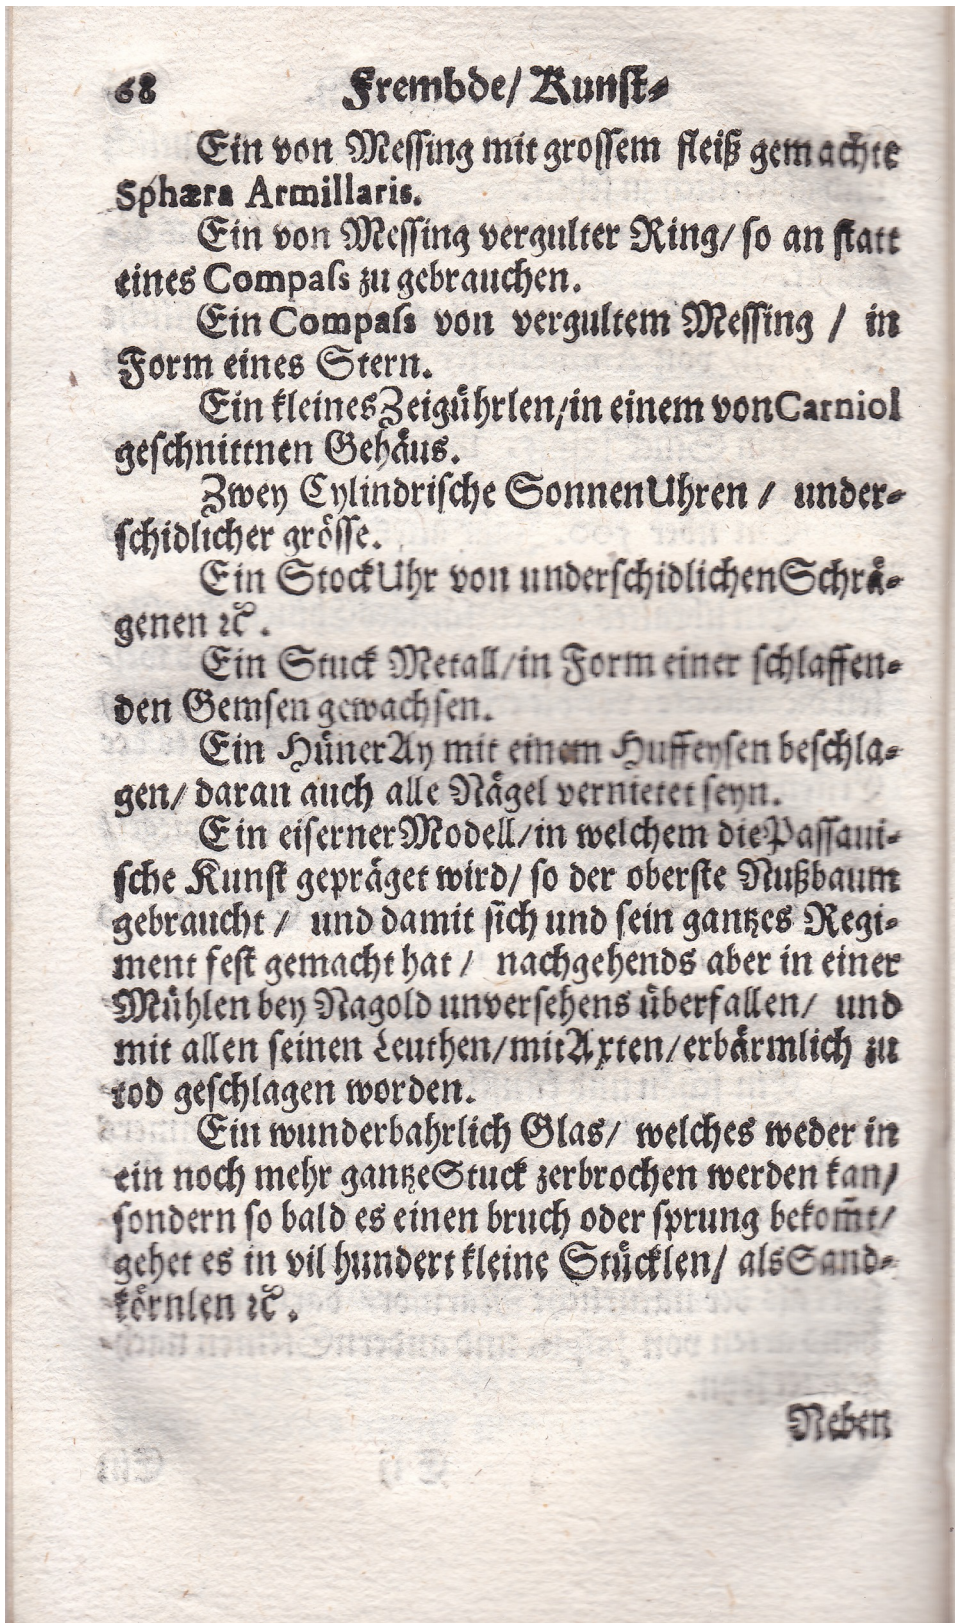 68 Frembde/ Kunst⸗
Ein von Messing mit grossem fleiß gemachte
Sphæra Armillaris.
Ein von Messing vergulter Ring/ so an statt
eines Compaſs zu gebrauchen.
Ein Compaſs von vergultem Messing / in
Form eines Stern.
Ein kleines Zeigührlen/in einem von Carniol
geschnittnen Gehäus.
Zwey Cylindrische SonnenUhren / under⸗
schidlicher grösse.
Ein StockUhr von underschidlichen Schrä⸗
genen ꝛc.
Ein Stuck Metall/in Form einer schlaffen⸗
den Gemsen gewachsen.
Ein HünerAy mit einem Huffeysen beschla⸗
gen/ daran auch alle Nägel vernietet seyn.
Ein eiserner Modell/in welchem die Passaui⸗
sche Kunst gepräget wird/ so der oberste Nußbaum
gebraucht / und damit sich und sein gantzes Regi⸗
ment fest gemacht hat / nachgehends aber in einer
Mühlen bey Nagold unversehens überfallen/ und
mit allen seinen Leuthen/mit Axten/erbärmlich zu
tod geschlagen worden.
Ein wunderbahrlich Glas/ welches weder in
ein noch mehr gantze Stuck zerbrochen werden kan/
sondern so bald es einen bruch oder sprung bekom̃t/
gehet es in vil hundert kleine Stücklen/ als Sand⸗
körnlen ꝛc.
Neben